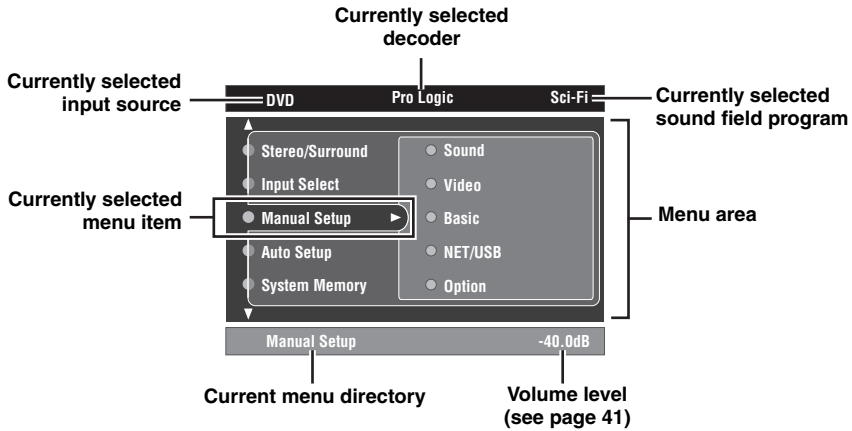 Currently selected
decoder
Currently selected
input source
DVD
Pro Logic
Sci-Fi
Currently selected
sound field program
Stereo/Surround
Input Select
Manual Setup
Auto Setup
System Memory
Sound
Video
Basic
NET/USB
Option
Currently selected
menu item
Menu area
Manual Setup
-40.0dB
Current menu directory
Volume level
(see page 41)